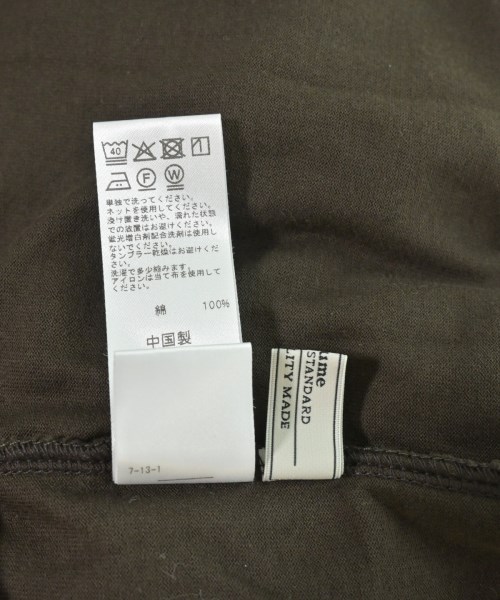 40
F W
単独で洗ってください。
ネットを使用してください。
浸け置き洗いや、濡れた状態
での放置はお避けください。
蛍光増白剤配合洗剤は使用し
ないでください。
タンブラー乾燥はお避けくださ
い。
洗濯で多少縮みます。
アイロンは当て布を使用して
ください。
綿 100%
中国製
7-13-1
ume
STANDARD
LITY MADE